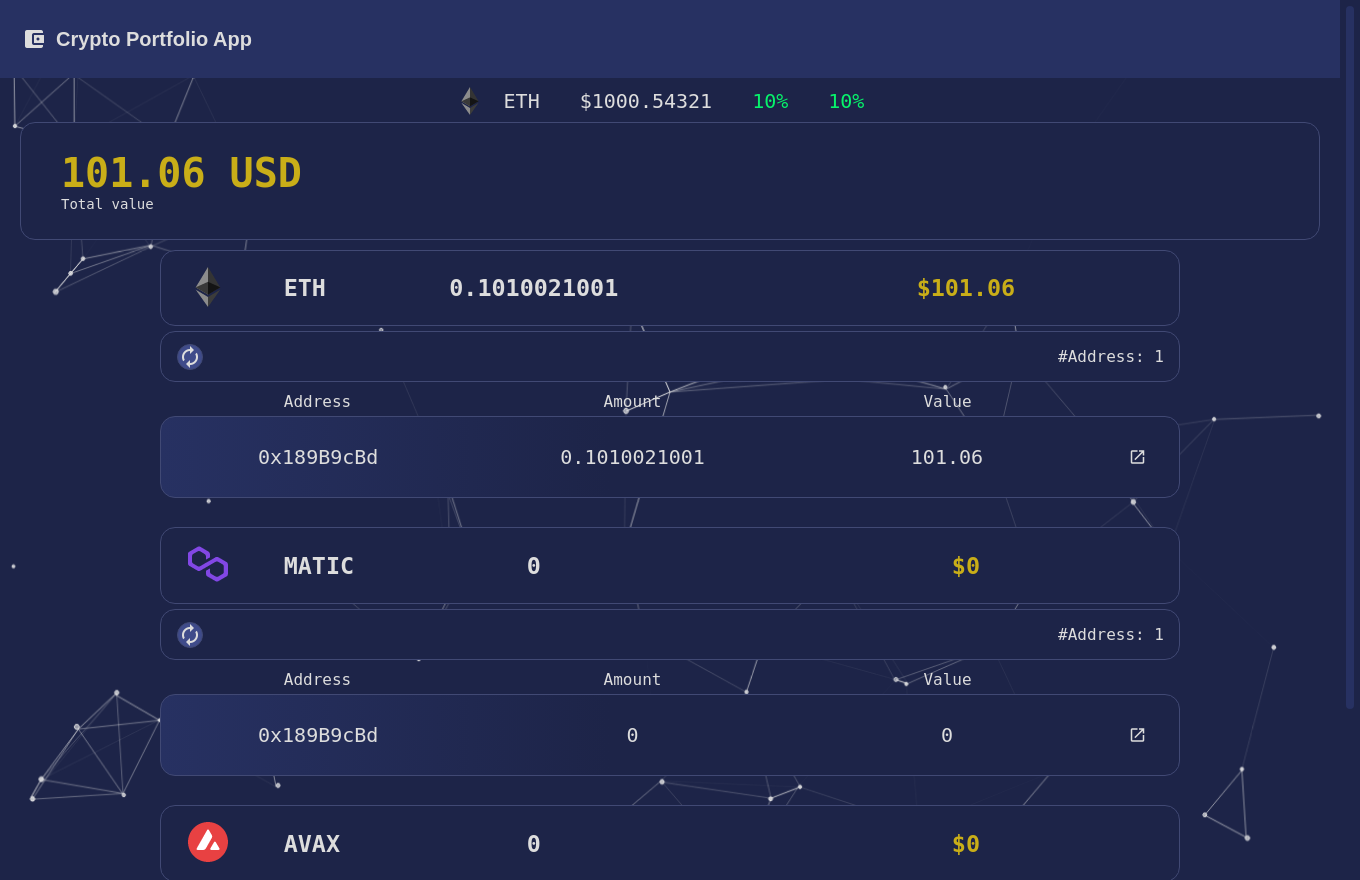 Crypto Portfolio App
ETH $1000.54321 10% 10%
101.06 USD
Total value
ETH 0.1010021001 $101.06
#Address: 1
Address Amount Value
0x189B9cBd 0.1010021001 101.06
MATIC 0 $0
#Address: 1
Address Amount Value
0x189B9cBd 0 0
AVAX 0 $0